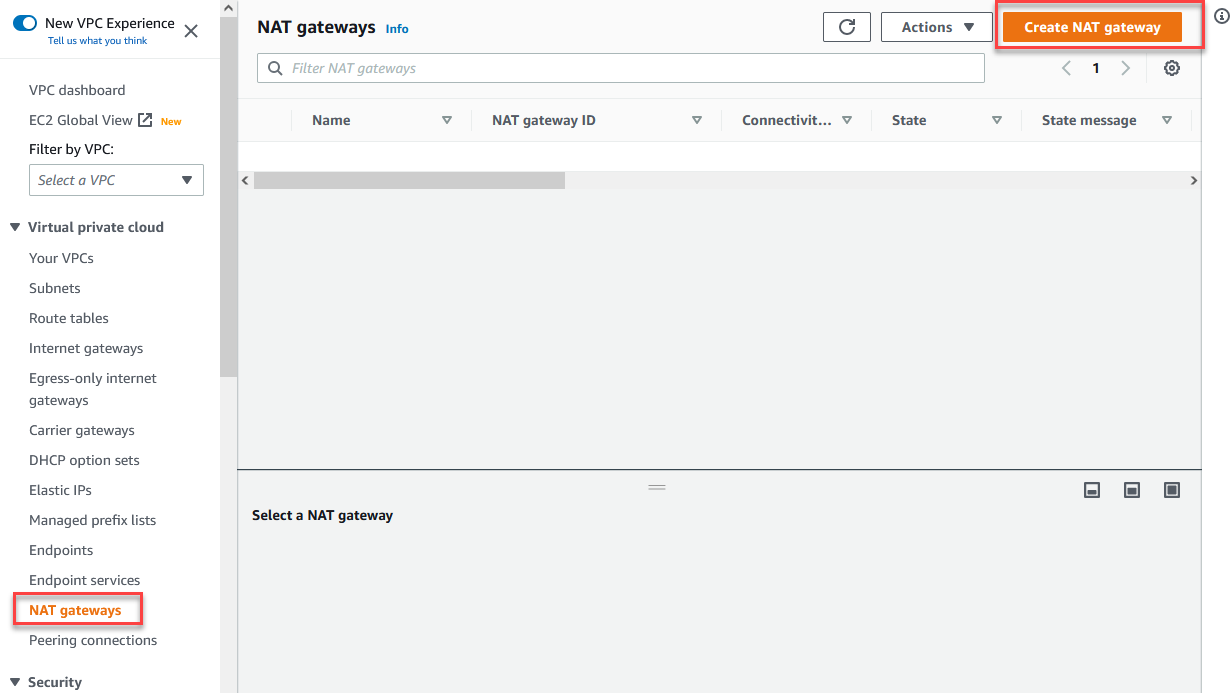 New VPC Experience
Tell us what you think
VPC dashboard
EC2 Global View New
Filter by VPC:
Select a VPC
Virtual private cloud
Your VPCs
Subnets
Route tables
Internet gateways
Egress-only internet
gateways
Carrier gateways
DHCP option sets
Elastic IPs
Managed prefix lists
Endpoints
Endpoint services
NAT gateways
Peering connections
Security
NAT gateways Info
Actions
Create NAT gateway
Filter NAT gateways
1
Name NAT gateway ID Connectivit... State State message
Select a NAT gateway